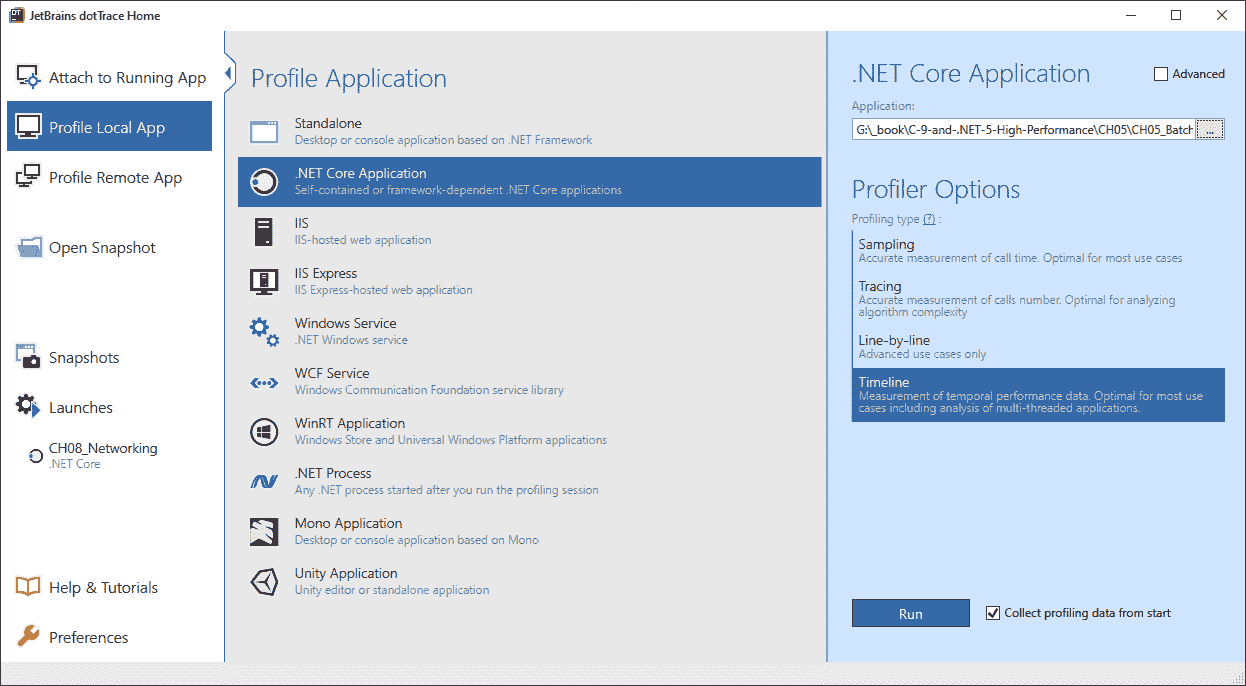 DT JetBrains dotTrace Home
Attach to Running App
Profile Local App
Profile Remote App
Open Snapshot
Snapshots
Launches
CH08_Networking
.NET Core
Help & Tutorials
Preferences
Profile Application
Standalone
Desktop or console application based on .NET Framework
.NET Core Application
Self-contained or framework-dependent .NET Core applications
IIS
IIS-hosted web application
IIS Express
IIS Express-hosted web application
Windows Service
.NET Windows service
WCF Service
Windows Communication Foundation service library
WinRT Application
Windows Store and Universal Windows Platform applications
.NET Process
Any .NET process started after you run the profiling session
Mono Application
Desktop or console application based on Mono
Unity Application
Unity editor or standalone application
.NET Core Application
Advanced
Application:
G:\_book\C-9-and-.NET-5-High-Performance\CH05\CH05_Batch
...
Profiler Options
Profiling type (?) :
Sampling
Accurate measurement of call time. Optimal for most use cases
Tracing
Accurate measurement of calls number. Optimal for analyzing
algorithm complexity
Line-by-line
Advanced use cases only
Timeline
Measurement of temporal performance data. Optimal for most use
cases including analysis of multi-threaded applications.
Run
Collect profiling data from start